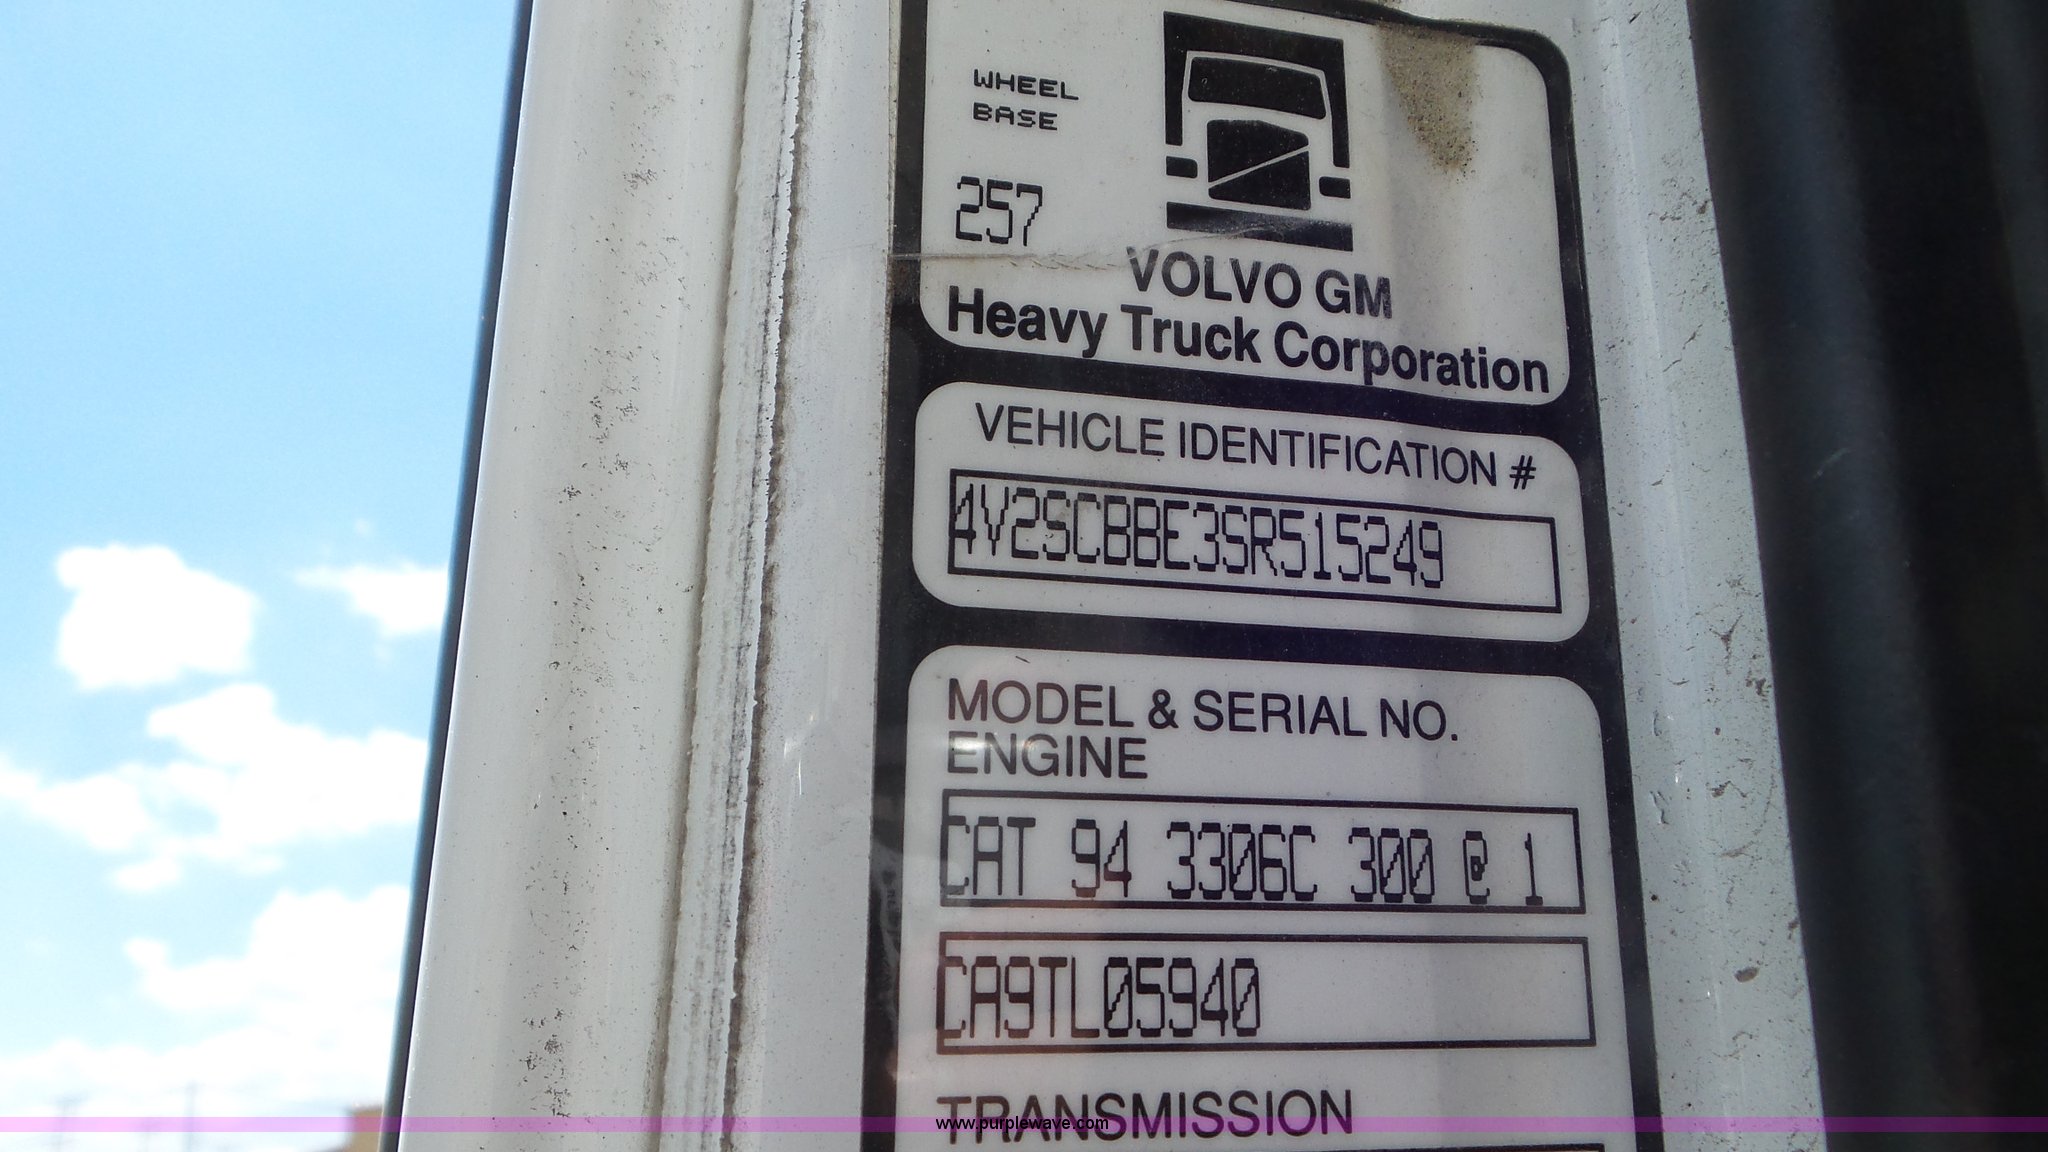 WHEEL
BASE
257
VOLVO GM
Heavy Truck Corporation
VEHICLE IDENTIFICATION #
4V2SCBBE3SR515249
MODEL & SERIAL NO.
ENGINE
CAT 94 3306C 300 @ 1
CA9TL05940
TRANSMISSION
www.purplewave.com